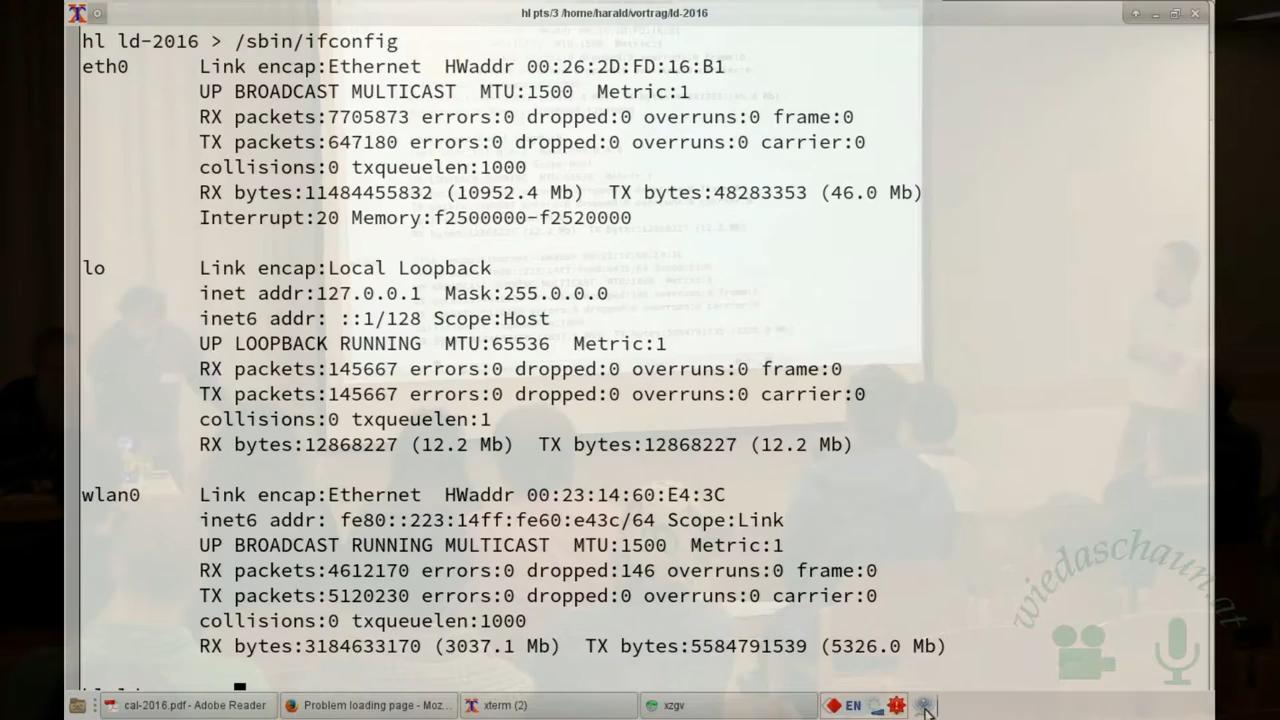 hl pts/3 /home/harald/vortrag/ld-2016
hl ld-2016 > /sbin/ifconfig
eth0 Link encap:Ethernet HWaddr 00:26:2D:FD:16:B1
UP BROADCAST MULTICAST MTU:1500 Metric:1
RX packets:7705873 errors:0 dropped:0 overruns:0 frame:0
TX packets:647180 errors:0 dropped:0 overruns:0 carrier:0
collisions:0 txqueuelen:1000
RX bytes:11484455832 (10952.4 Mb) TX bytes:48283353 (46.0 Mb)
Interrupt:20 Memory:f2500000-f2520000
lo Link encap:Local Loopback
inet addr:127.0.0.1 Mask:255.0.0.0
inet6 addr: ::1/128 Scope:Host
UP LOOPBACK RUNNING MTU:65536 Metric:1
RX packets:145667 errors:0 dropped:0 overruns:0 frame:0
TX packets:145667 errors:0 dropped:0 overruns:0 carrier:0
collisions:0 txqueuelen:1
RX bytes:12868227 (12.2 Mb) TX bytes:12868227 (12.2 Mb)
wlan0 Link encap:Ethernet HWaddr 00:23:14:60:E4:3C
inet6 addr: fe80::223:14ff:fe60:e43c/64 Scope:Link
UP BROADCAST RUNNING MULTICAST MTU:1500 Metric:1
RX packets:4612170 errors:0 dropped:146 overruns:0 frame:0
TX packets:5120230 errors:0 dropped:0 overruns:0 carrier:0
collisions:0 txqueuelen:1000
RX bytes:3184633170 (3037.1 Mb) TX bytes:5584791539 (5326.0 Mb)
wiedaschaun.at
cal-2016.pdf - Adobe Reader
Problem loading page - Moz...
xterm (2)
xzgv
EN